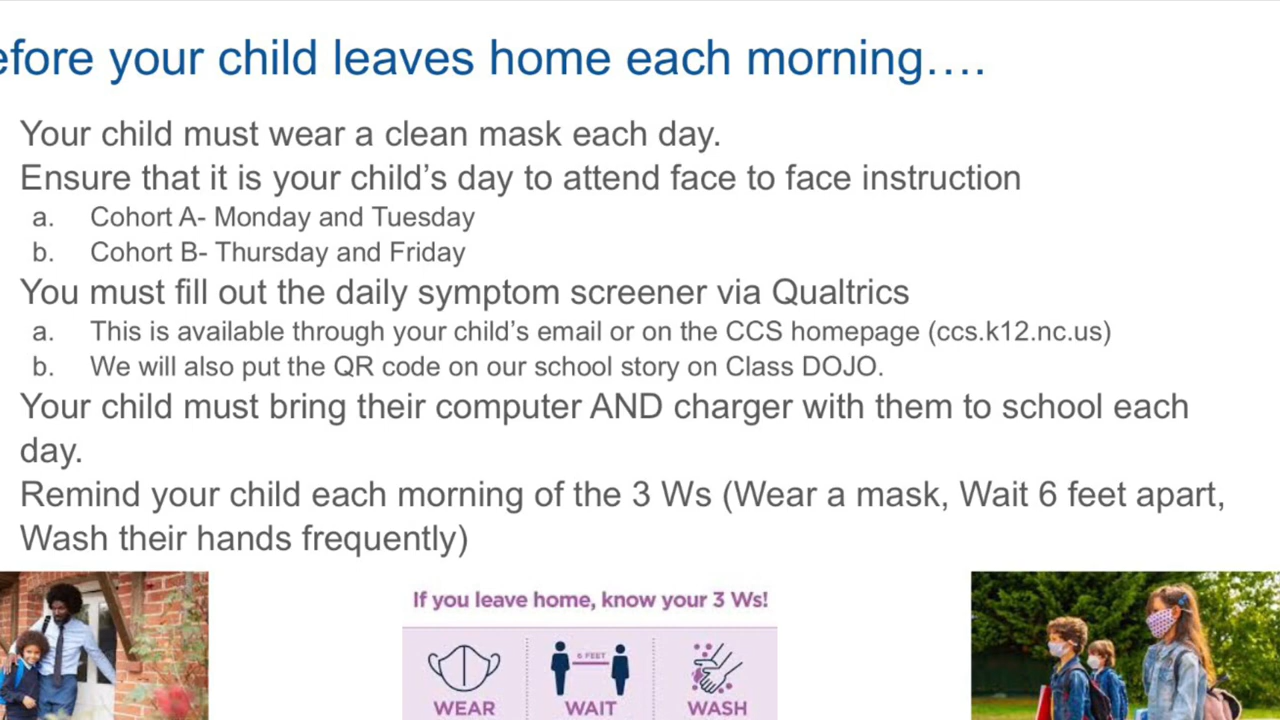 efore your child leaves home each morning….
Your child must wear a clean mask each day.
Ensure that it is your child’s day to attend face to face instruction
a. Cohort A- Monday and Tuesday
b. Cohort B- Thursday and Friday
You must fill out the daily symptom screener via Qualtrics
a. This is available through your child’s email or on the CCS homepage (ccs.k12.nc.us)
b. We will also put the QR code on our school story on Class DOJO.
Your child must bring their computer AND charger with them to school each
day.
Remind your child each morning of the 3 Ws (Wear a mask, Wait 6 feet apart,
Wash their hands frequently)
If you leave home, know your 3 Ws!
6 FEET
WEAR WAIT WASH